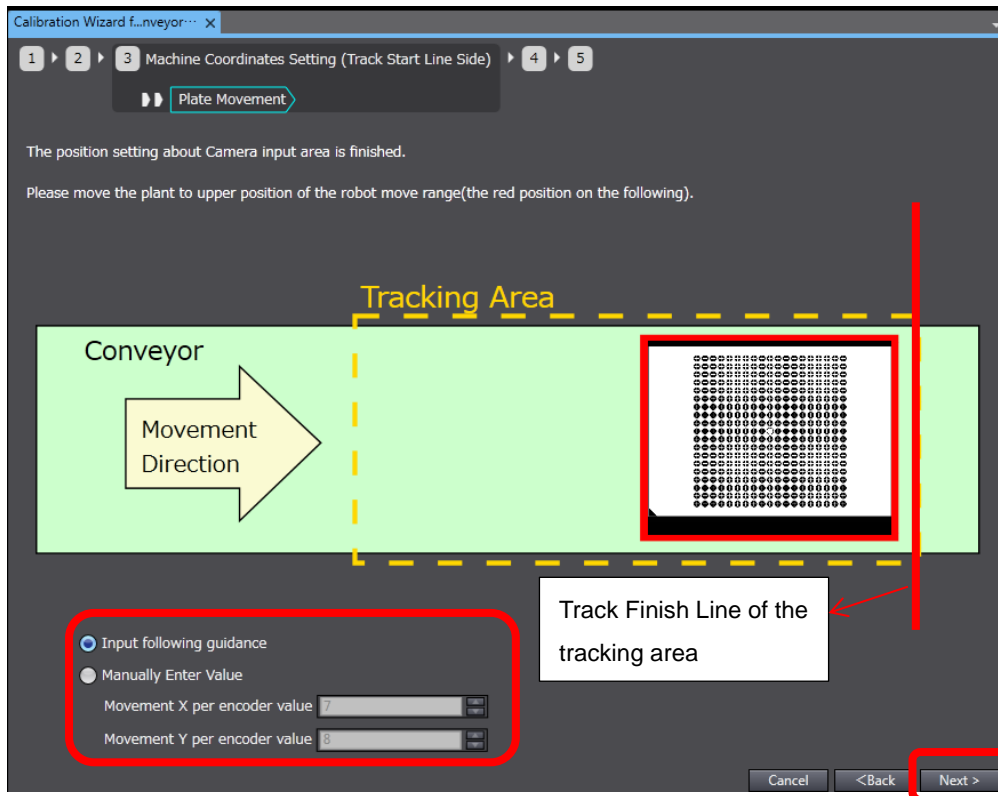 Calibration Wizard f...nveyor...
1 2 3 Machine Coordinates Setting (Track Start Line Side) 4 5
Plate Movement
The position setting about Camera input area is finished.
Please move the plant to upper position of the robot move range(the red position on the following).
Tracking Area
Conveyor
Movement
Direction
Track Finish Line of the
tracking area
Input following guidance
Manually Enter Value
Movement X per encoder value 7
Movement Y per encoder value 8
Cancel <Back Next >